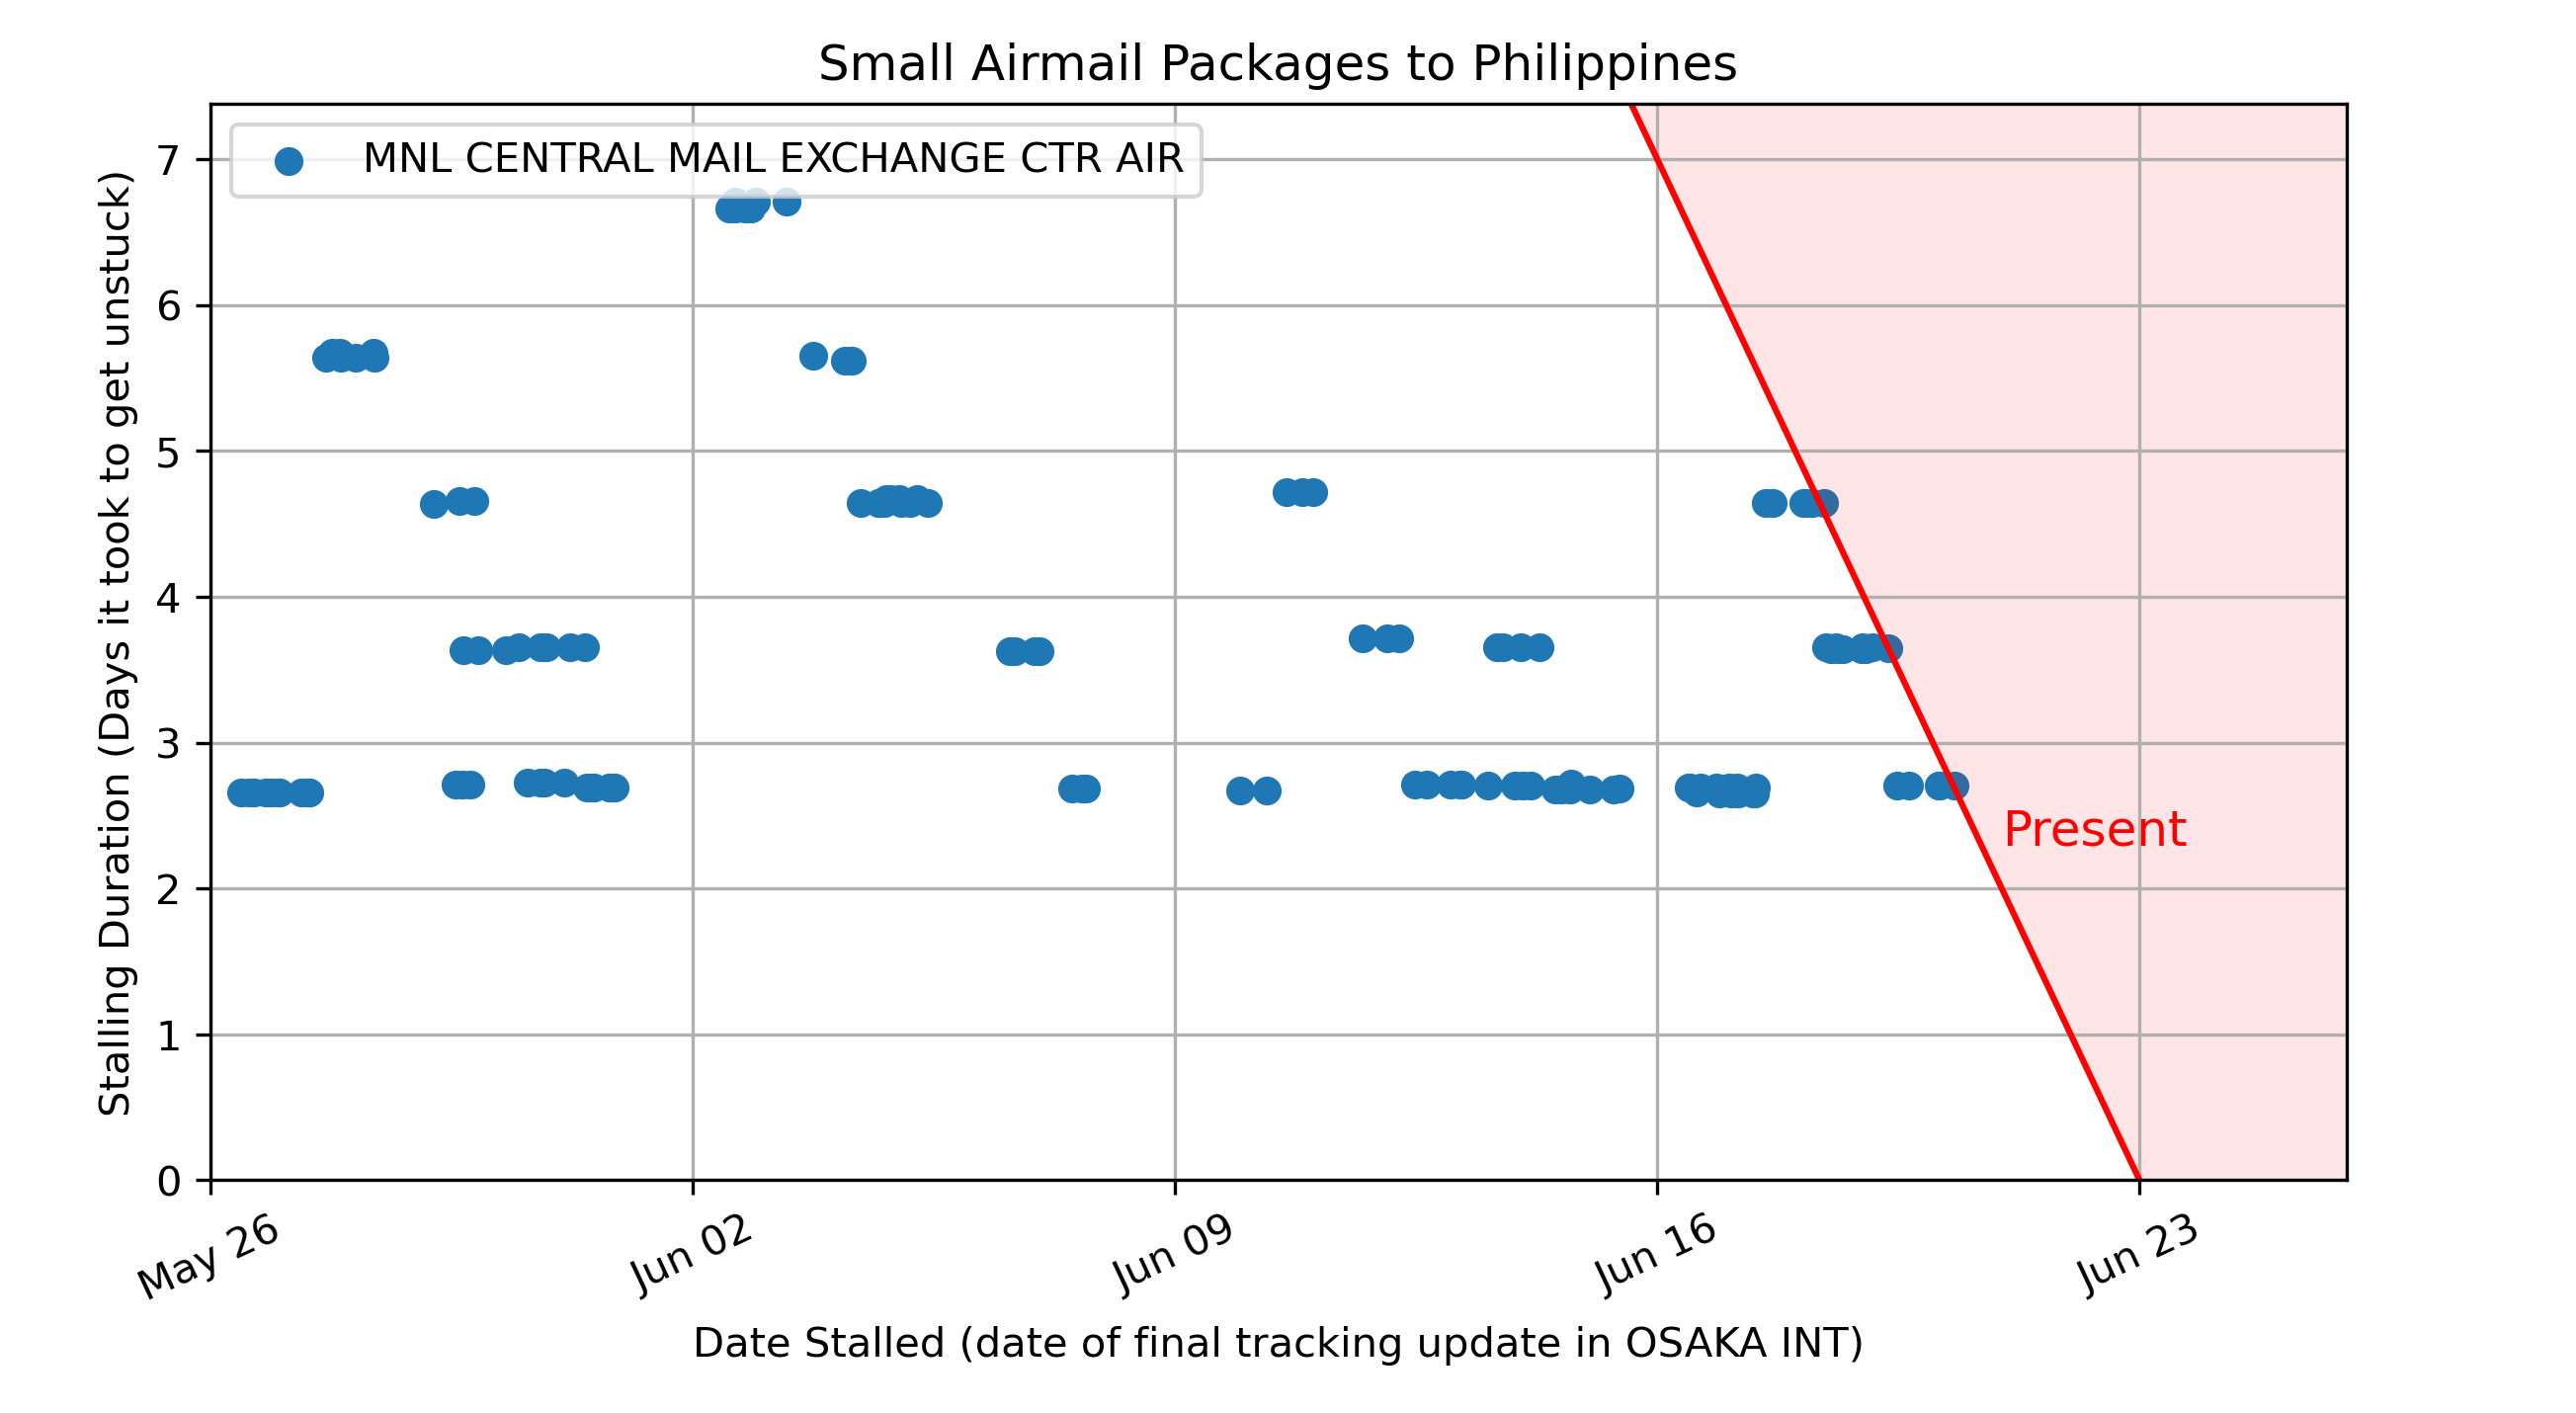 Small Airmail Packages to Philippines
MNL CENTRAL MAIL EXCHANGE CTR AIR
Stalling Duration (Days it took to get unstuck)
7
6
5
4
3
2
1
0
Present
May 26
Jun 02
Jun 09
Jun 16
Jun 23
Date Stalled (date of final tracking update in OSAKA INT)